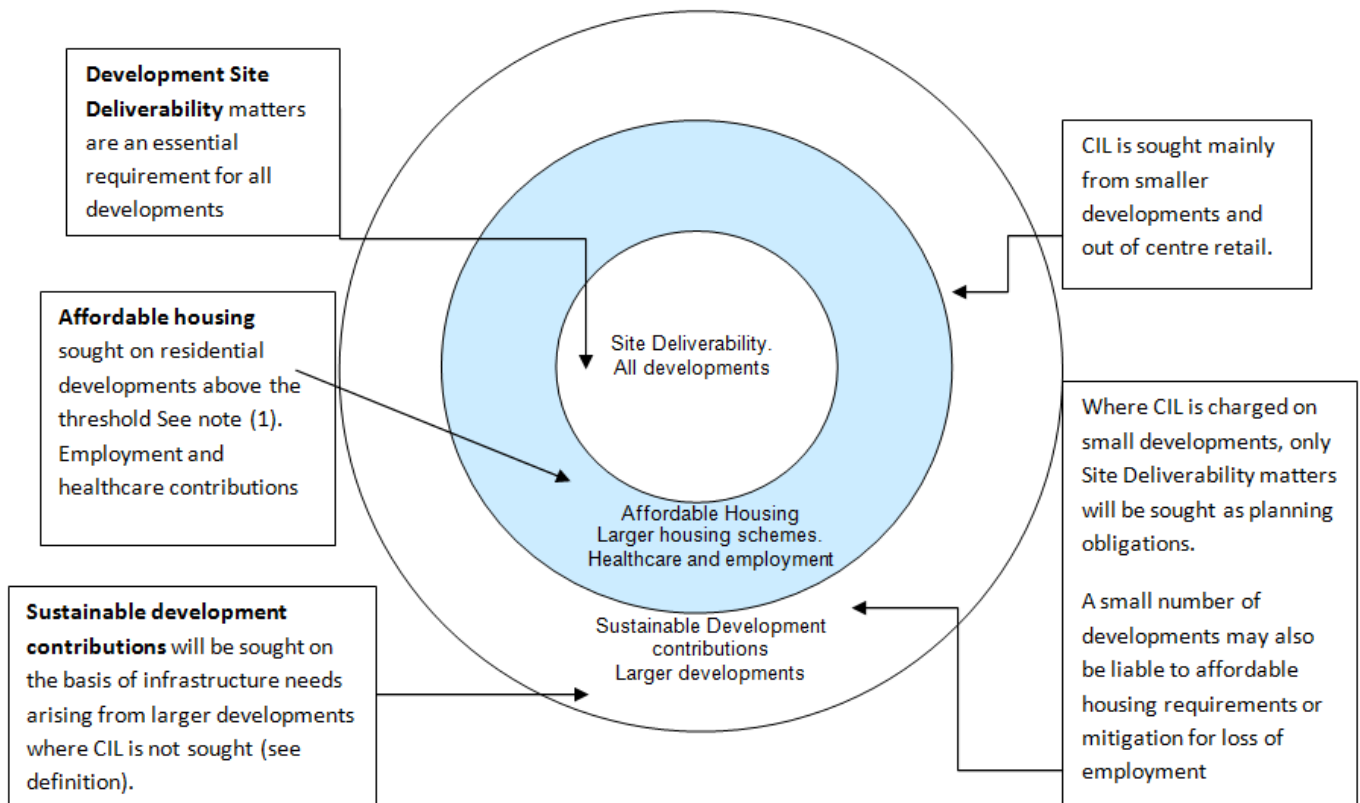 Development Site
Deliverability matters
are an essential
requirement for all
developments
CIL is sought mainly
from smaller
developments and
out of centre retail.
Affordable housing
sought on residential
developments above the
threshold See note (1).
Employment and
healthcare contributions
Site Deliverability.
All developments
Affordable Housing
Larger housing schemes.
Healthcare and employment
Sustainable Development
contributions
Larger developments
Where CIL is charged on
small developments, only
Site Deliverability matters
will be sought as planning
obligations.
A small number of
developments may also
be liable to affordable
housing requirements or
mitigation for loss of
employment
Sustainable development
contributions will be sought on
the basis of infrastructure needs
arising from larger developments
where CIL is not sought (see
definition).